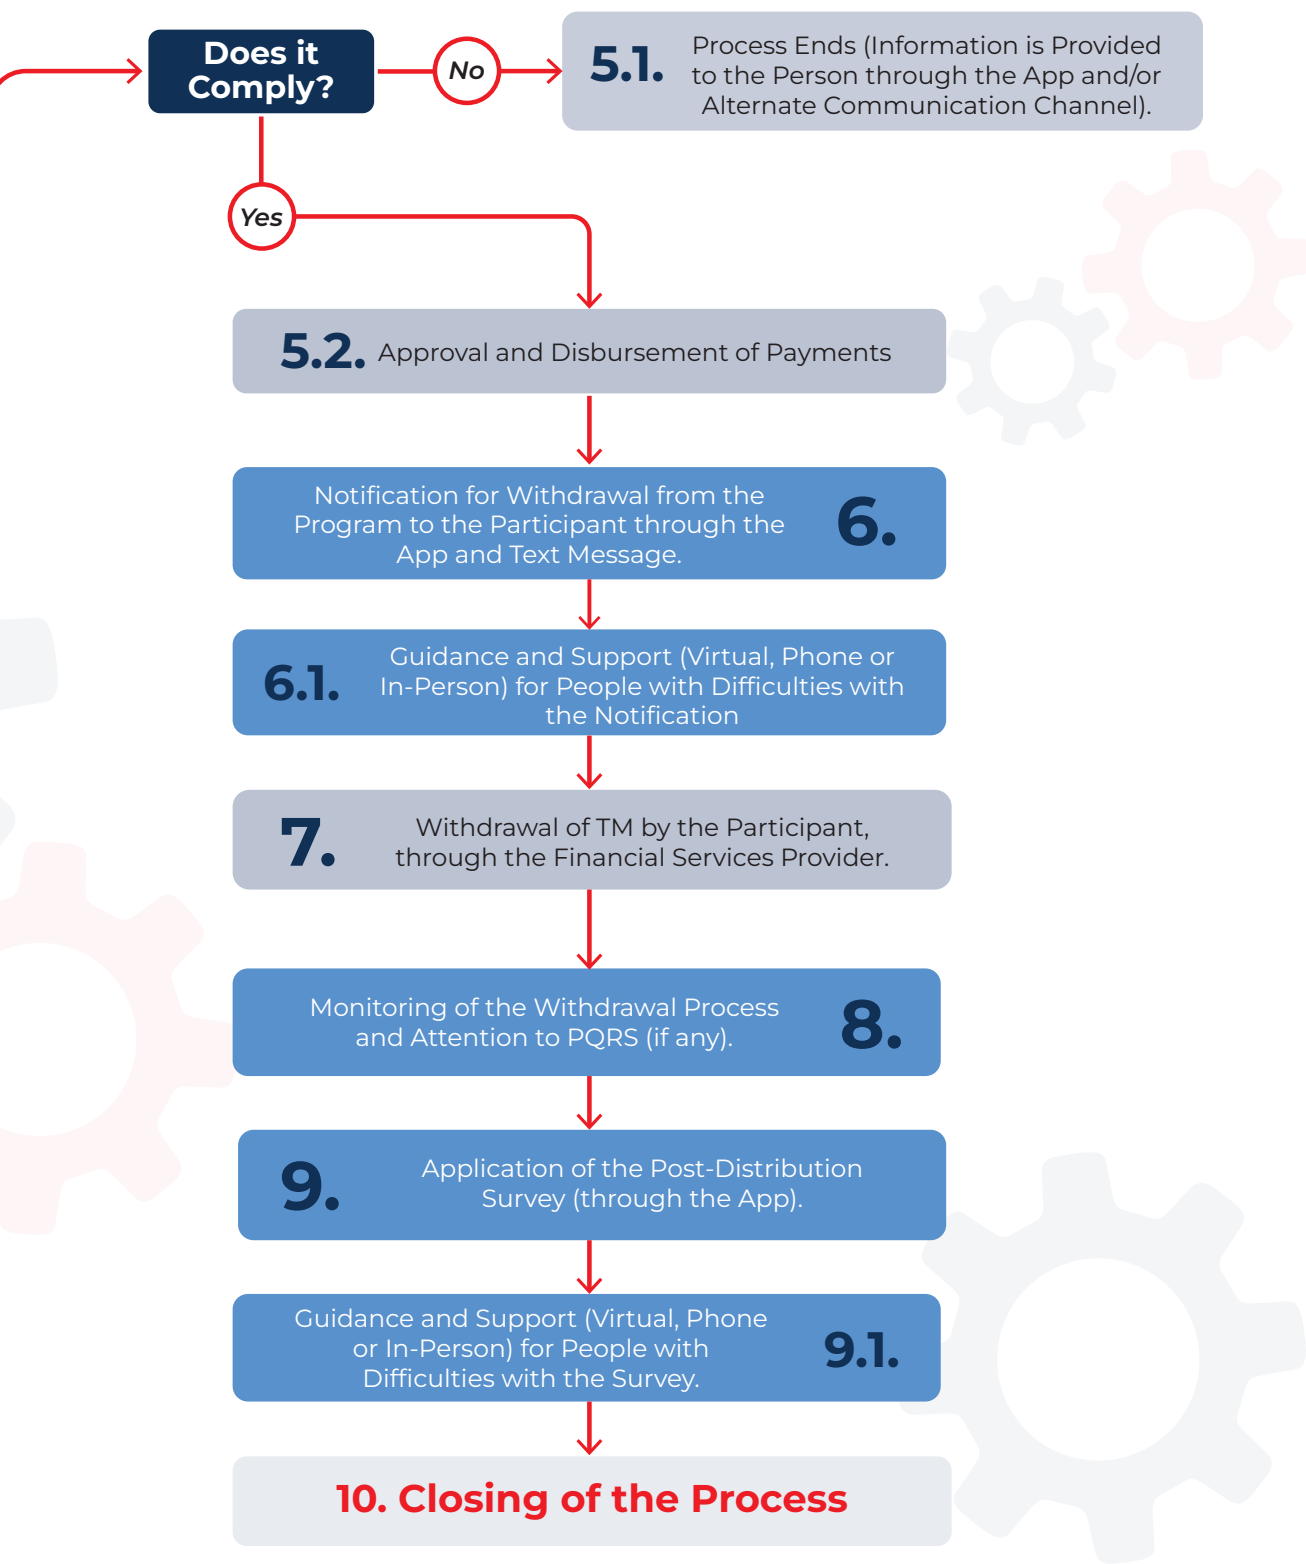 Does it
Comply?
No
5.1.
Process Ends (Information is Provided
to the Person through the App and/or
Alternate Communication Channel).
Yes
5.2. Approval and Disbursement of Payments
Notification for Withdrawal from the
Program to the Participant through the
App and Text Message.
6.
6.1.
Guidance and Support (Virtual, Phone or
In-Person) for People with Difficulties with
the Notification
7.
Withdrawal of TM by the Participant,
through the Financial Services Provider.
Monitoring of the Withdrawal Process
and Attention to PQRS (if any).
8.
9.
Application of the Post-Distribution
Survey (through the App).
Guidance and Support (Virtual, Phone
or In-Person) for People with
Difficulties with the Survey.
9.1.
10. Closing of the Process